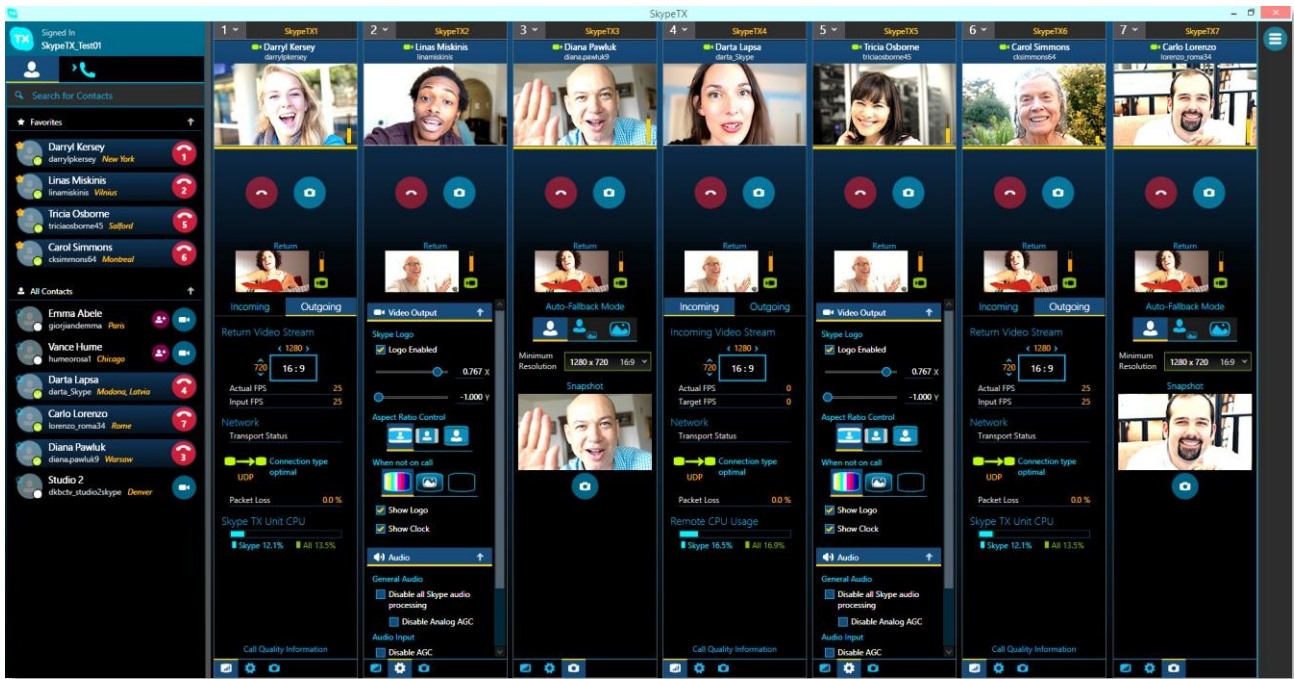 SkypeTX
TX
Signed In
SkypeTX_Test01
Search for Contacts
Favorites
Darryl Kersey
darrylpkersey New York
1
Linas Miskinis
linamiskinis Vilnius
2
Tricia Osborne
triciaosborne45 Salford
5
Carol Simmons
cksimmons64 Montreal
6
All Contacts
Emma Abele
giorjiandemma Paris
Vance Hume
humeorosa1 Chicago
Darta Lapsa
darta_Skype Madona, Latvia
4
Carlo Lorenzo
lorenzo_roma34 Rome
7
Diana Pawluk
diana.pawluk9 Warsaw
3
Studio 2
dkbctv_studio2skype Denver
1 SkypeTX1
Darryl Kersey
darrylpkersey
Return
Incoming Outgoing
Return Video Stream
1280
720 16 : 9
Actual FPS 25
Input FPS 25
Network
Transport Status
Connection type
optimal
UDP
Packet Loss 0.0 %
Skype TX Unit CPU
Skype 12.1% All 13.5%
Call Quality Information
2 SkypeTX2
Linas Miskinis
linamiskinis
Return
Video Output
Skype Logo
Logo Enabled
0.767 X
-1.000 Y
Aspect Ratio Control
When not on call
Show Logo
Show Clock
Audio
General Audio
Disable all Skype audio
processing
Disable Analog AGC
Audio Input
Disable AGC
3 SkypeTX3
Diana Pawluk
diana.pawluk9
Return
Auto-Fallback Mode
Minimum
Resolution 1280 x 720 16:9
Snapshot
4 SkypeTX4
Darta Lapsa
darta_Skype
Return
Incoming Outgoing
Incoming Video Stream
1280
720 16 : 9
Actual FPS 0
Target FPS 0
Network
Transport Status
Connection type
optimal
UDP
Packet Loss 0.0 %
Remote CPU Usage
Skype 16.5% All 16.9%
Call Quality Information
5 SkypeTX5
Tricia Osborne
triciaosborne45
Return
Video Output
Skype Logo
Logo Enabled
0.767 X
-1.000 Y
Aspect Ratio Control
When not on call
Show Logo
Show Clock
Audio
General Audio
Disable all Skype audio
processing
Disable Analog AGC
Audio Input
Disable AGC
6 SkypeTX6
Carol Simmons
cksimmons64
Return
Incoming Outgoing
Return Video Stream
1280
720 16 : 9
Actual FPS 25
Input FPS 25
Network
Transport Status
Connection type
optimal
UDP
Packet Loss 0.0 %
Skype TX Unit CPU
Skype 12.1% All 13.5%
Call Quality Information
7 SkypeTX7
Carlo Lorenzo
lorenzo_roma34
Return
Auto-Fallback Mode
Minimum
Resolution 1280 x 720 16:9
Snapshot